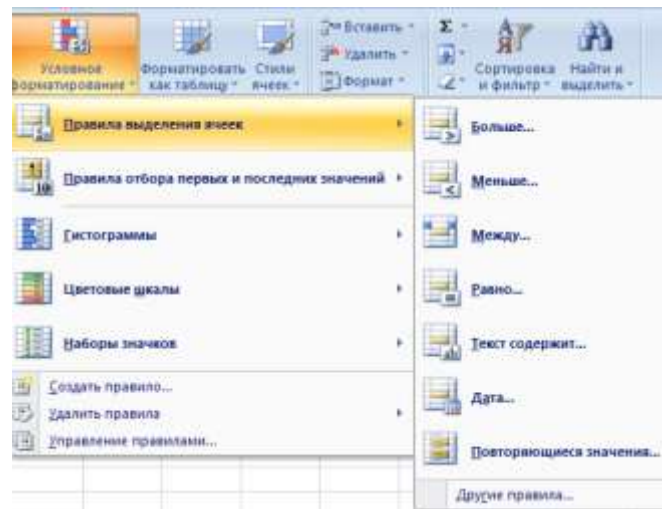 Условное форматирование
Форматировать как таблицу
Стили ячеек
Вставить
Удалить
Формат
Σ
Сортировка и фильтр
Найти и выделить
Правила выделения ячеек
Правила отбора первых и последних значений
Гистограммы
Цветовые шкалы
Наборы значков
Создать правило...
Удалить правила
Управление правилами...
Больше...
Меньше...
Между...
Равно...
Текст содержит...
Дата...
Повторяющиеся значения...
Другие правила...